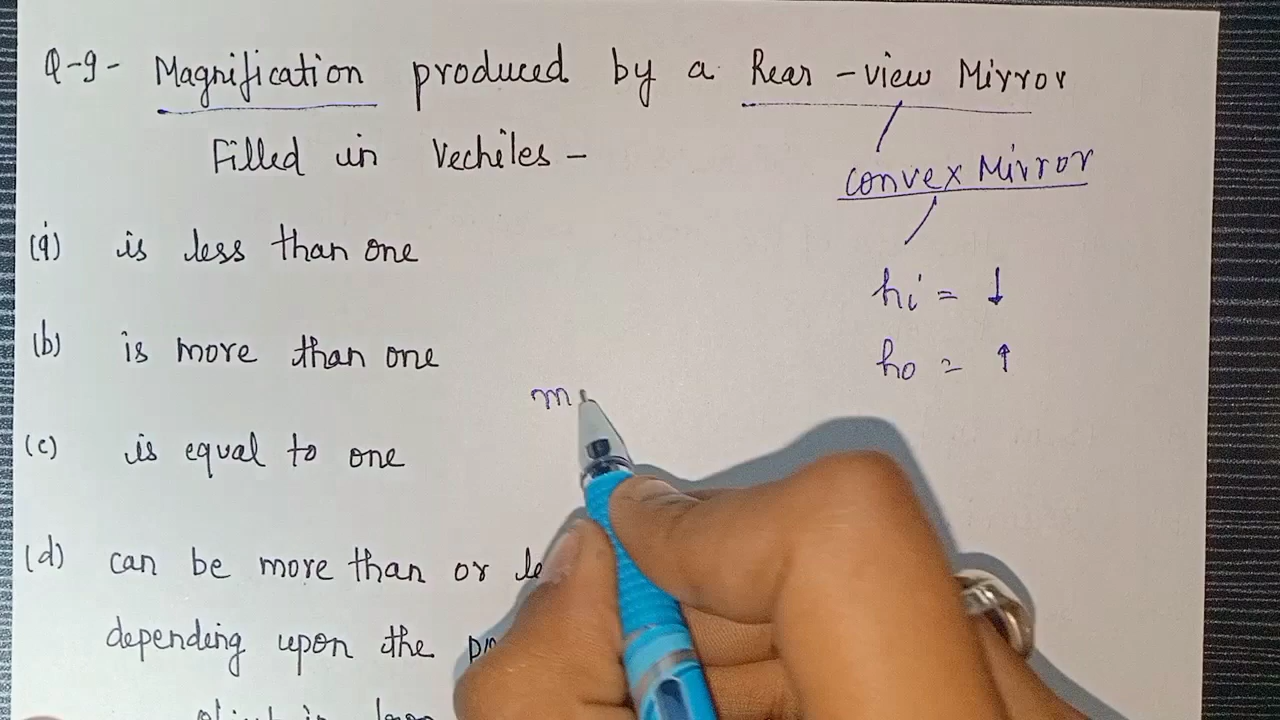 Q-9- Magnification produced by a Rear-view Mirror
Filled in Vechiles-
convex Mirror
(a) is less than one
hi = ↓
(b) is more than one
ho = ↑
m
(c) is equal to one
(d) can be more than or
depending upon the